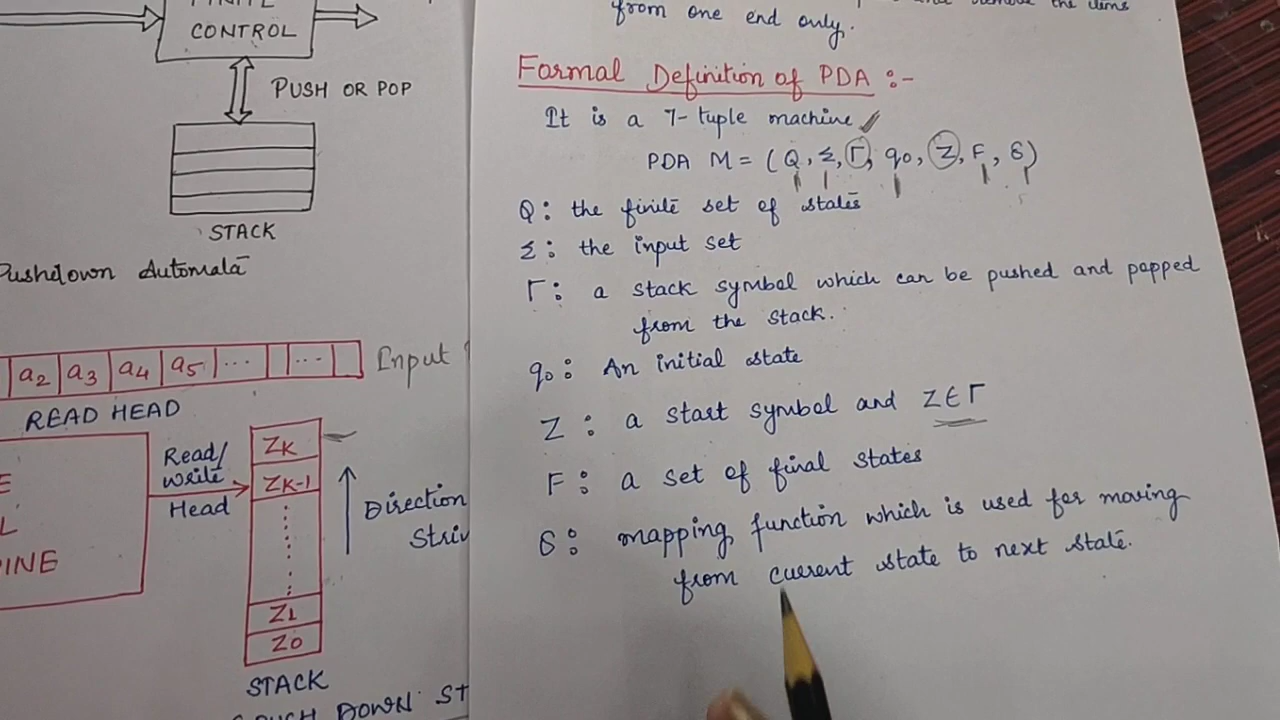 CONTROL
PUSH OR POP
STACK
Pushdown Automata
a2 a3 a4 a5 ... ...
Input
READ HEAD
Read/
Write
Head
ZK
ZK-1
Z1
Z0
Direction
STACK
DOWN
from one end only.
Formal Definition of PDA :-
It is a 7-tuple machine
PDA M = (Q, Σ, Γ, q0, Z, F, δ)
Q : the finite set of states
Σ : the input set
Γ : a stack symbol which can be pushed and popped
from the stack.
q0 : An initial state
Z : a start symbol and Z ∈ Γ
F : a set of final states
δ : mapping function which is used for moving
from current state to next state.